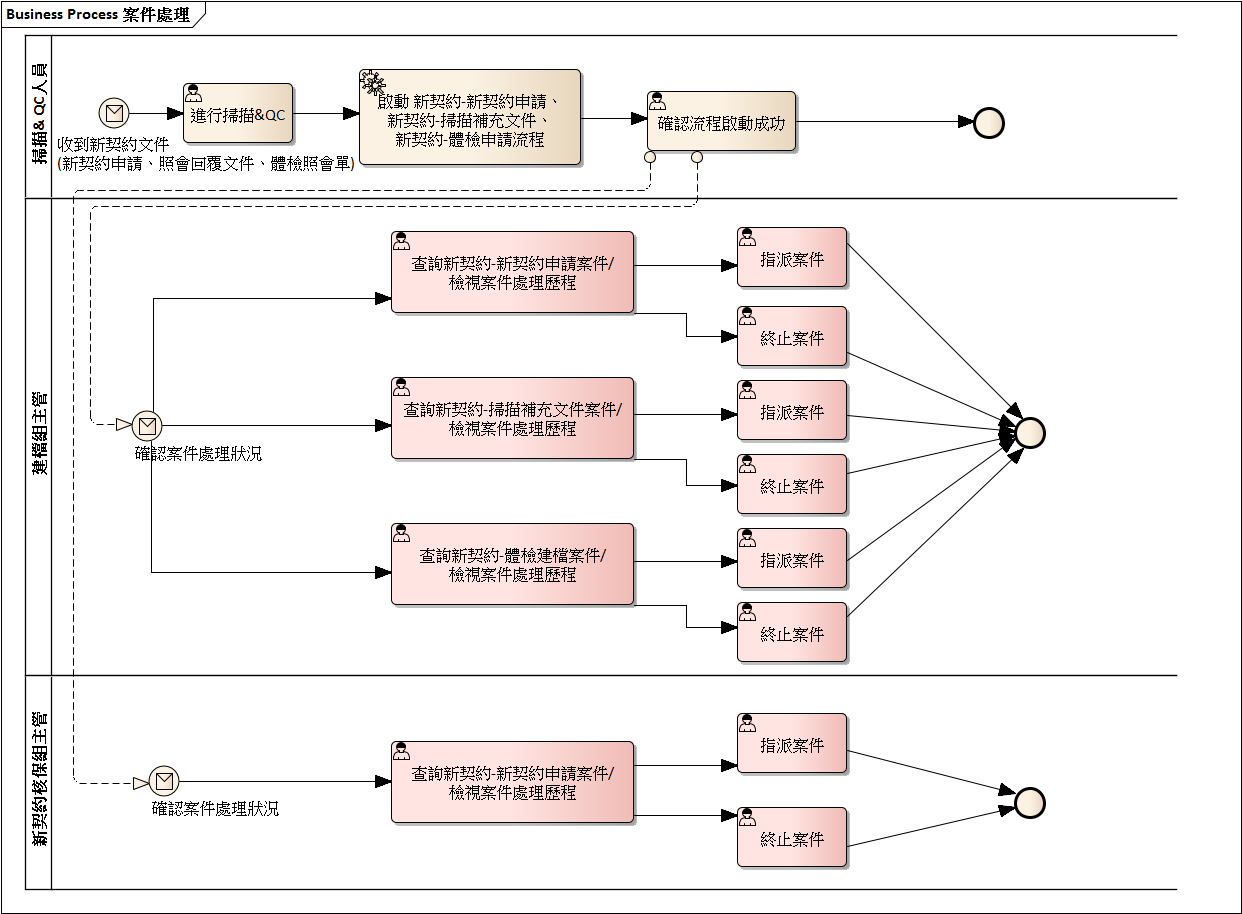 Business Process 案件處理
掃描& QC人員
收到新契約文件
(新契約申請、照會回覆文件、體檢照會單)
進行掃描&QC
啟動 新契約-新契約申請、
新契約-掃描補充文件、
新契約-體檢申請流程
確認流程啟動成功
建檔組主管
確認案件處理狀況
查詢新契約-新契約申請案件/
檢視案件處理歷程
指派案件
終止案件
查詢新契約-掃描補充文件案件/
檢視案件處理歷程
指派案件
終止案件
查詢新契約-體檢建檔案件/
檢視案件處理歷程
指派案件
終止案件
新契約核保組主管
確認案件處理狀況
查詢新契約-新契約申請案件/
檢視案件處理歷程
指派案件
終止案件